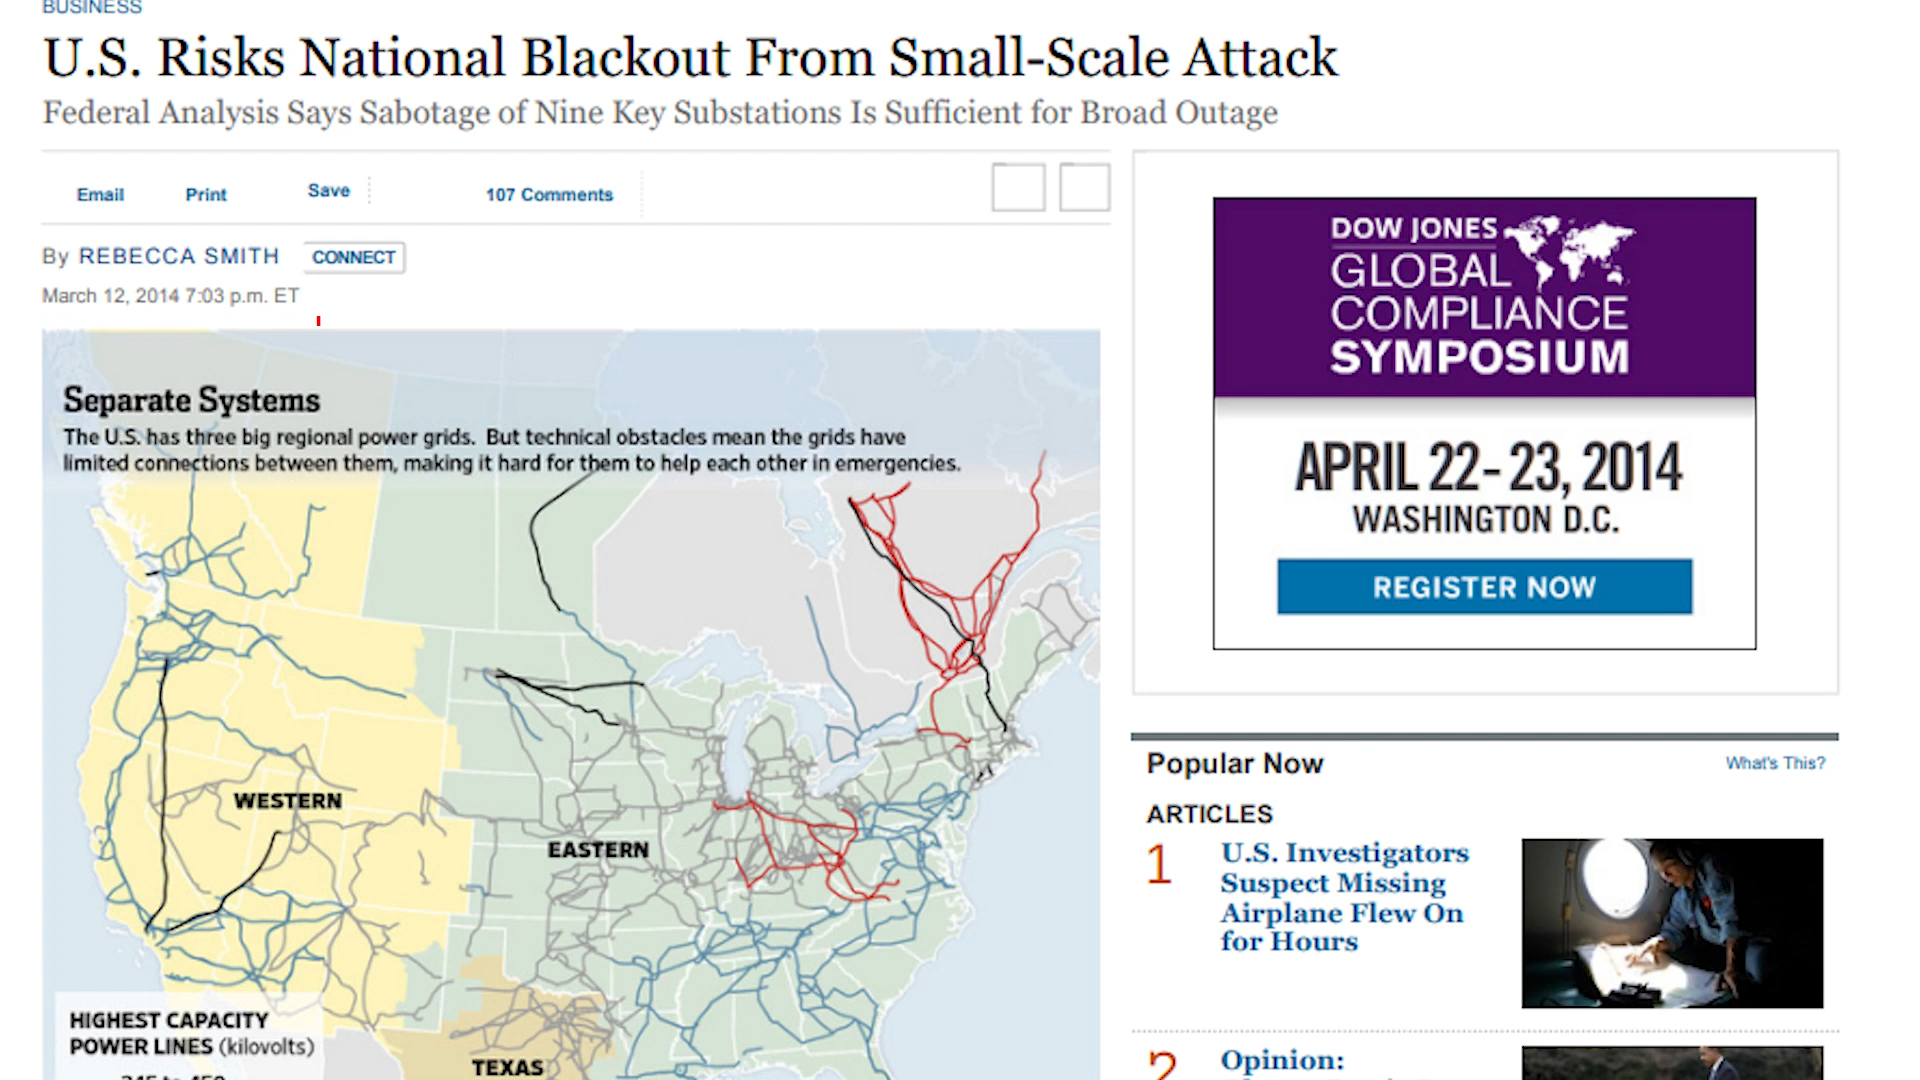 BUSINESS
U.S. Risks National Blackout From Small-Scale Attack
Federal Analysis Says Sabotage of Nine Key Substations Is Sufficient for Broad Outage
Email Print Save 107 Comments
By REBECCA SMITH CONNECT
March 12, 2014 7:03 p.m. ET
Separate Systems
The U.S. has three big regional power grids. But technical obstacles mean the grids have
limited connections between them, making it hard for them to help each other in emergencies.
WESTERN
EASTERN
TEXAS
HIGHEST CAPACITY
POWER LINES (kilovolts)
345 to 450
DOW JONES
GLOBAL
COMPLIANCE
SYMPOSIUM
APRIL 22-23, 2014
WASHINGTON D.C.
REGISTER NOW
Popular Now What's This?
ARTICLES
1 U.S. Investigators
Suspect Missing
Airplane Flew On
for Hours
2 Opinion: